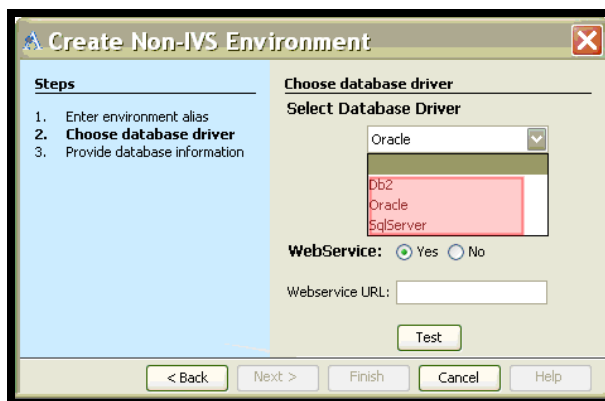 Create Non-IVS Environment
Steps
1. Enter environment alias
2. Choose database driver
3. Provide database information
Choose database driver
Select Database Driver
Oracle
Db2
Oracle
SqlServer
WebService: Yes No
Webservice URL:
Test
< Back Next > Finish Cancel Help